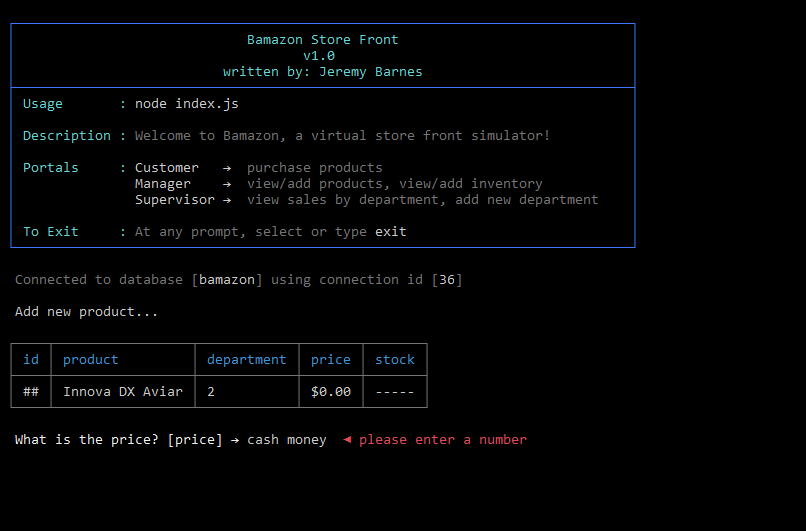 Bamazon Store Front
v1.0
written by: Jeremy Barnes
Usage : node index.js
Description : Welcome to Bamazon, a virtual store front simulator!
Portals : Customer → purchase products
Manager → view/add products, view/add inventory
Supervisor → view sales by department, add new department
To Exit : At any prompt, select or type exit
Connected to database [bamazon] using connection id [36]
Add new product...
id product department price stock
## Innova DX Aviar 2 $0.00 -----
What is the price? [price] → cash money ◄ please enter a number